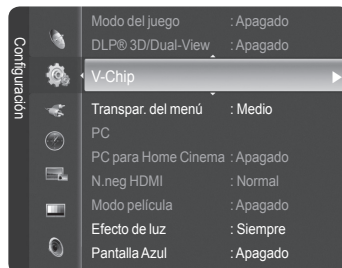 Configuración
Modo del juego : Apagado
DLP® 3D/Dual-View : Apagado
V-Chip
Transpar. del menú : Medio
PC
PC para Home Cinema : Apagado
N.neg HDMI : Normal
Modo película : Apagado
Efecto de luz : Siempre
Pantalla Azul : Apagado